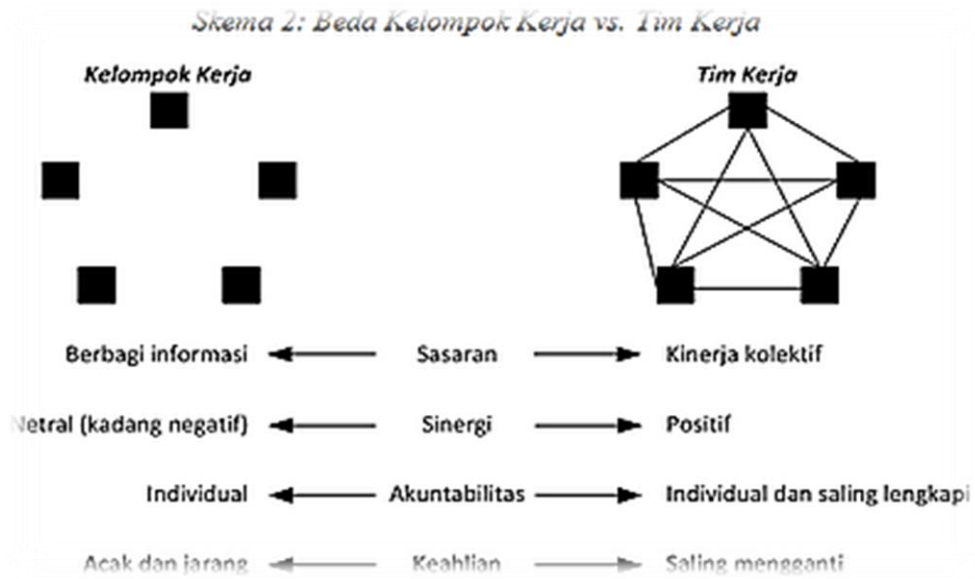 Skema 2: Beda Kelompok Kerja vs. Tim Kerja
Kelompok Kerja Tim Kerja
Berbagi informasi Sasaran Kinerja kolektif
Netral (kadang negatif) Sinergi Positif
Individual Akuntabilitas Individual dan saling lengkapi
Acak dan jarang Keahlian Saling mengganti